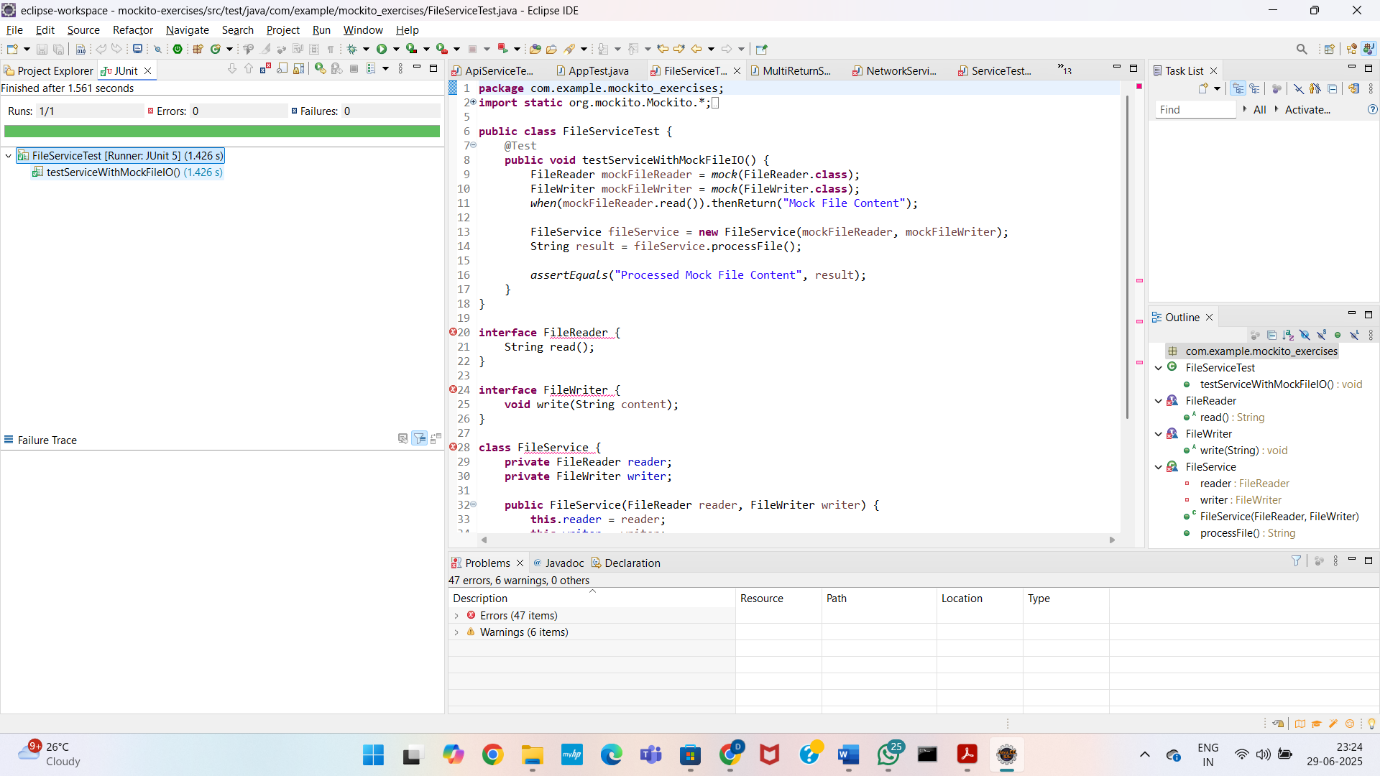 eclipse-workspace - mockito-exercises/src/test/java/com/example/mockito_exercises/FileServiceTest.java - Eclipse IDE
File Edit Source Refactor Navigate Search Project Run Window Help
Project Explorer JUnit
Finished after 1.561 seconds
Runs: 1/1 Errors: 0 Failures: 0
FileServiceTest [Runner: JUnit 5] (1.426 s)
testServiceWithMockFileIO() (1.426 s)
Failure Trace
ApiServiceTe... AppTest.java FileServiceT... MultiReturnS... NetworkServi... ServiceTest... »13
1 package com.example.mockito_exercises;
2 import static org.mockito.Mockito.*;
5
6 public class FileServiceTest {
7 @Test
8 public void testServiceWithMockFileIO() {
9 FileReader mockFileReader = mock(FileReader.class);
10 FileWriter mockFileWriter = mock(FileWriter.class);
11 when(mockFileReader.read()).thenReturn("Mock File Content");
12
13 FileService fileService = new FileService(mockFileReader, mockFileWriter);
14 String result = fileService.processFile();
15
16 assertEquals("Processed Mock File Content", result);
17 }
18 }
19
20 interface FileReader {
21 String read();
22 }
23
24 interface FileWriter {
25 void write(String content);
26 }
27
28 class FileService {
29 private FileReader reader;
30 private FileWriter writer;
31
32 public FileService(FileReader reader, FileWriter writer) {
33 this.reader = reader;
Task List
Find All Activate...
Outline
com.example.mockito_exercises
FileServiceTest
testServiceWithMockFileIO() : void
FileReader
read() : String
FileWriter
write(String) : void
FileService
reader : FileReader
writer : FileWriter
FileService(FileReader, FileWriter)
processFile() : String
Problems Javadoc Declaration
47 errors, 6 warnings, 0 others
Description Resource Path Location Type
Errors (47 items)
Warnings (6 items)
9+ 26°C
Cloudy
myhp
D
25
ENG
IN
23:24
29-06-2025